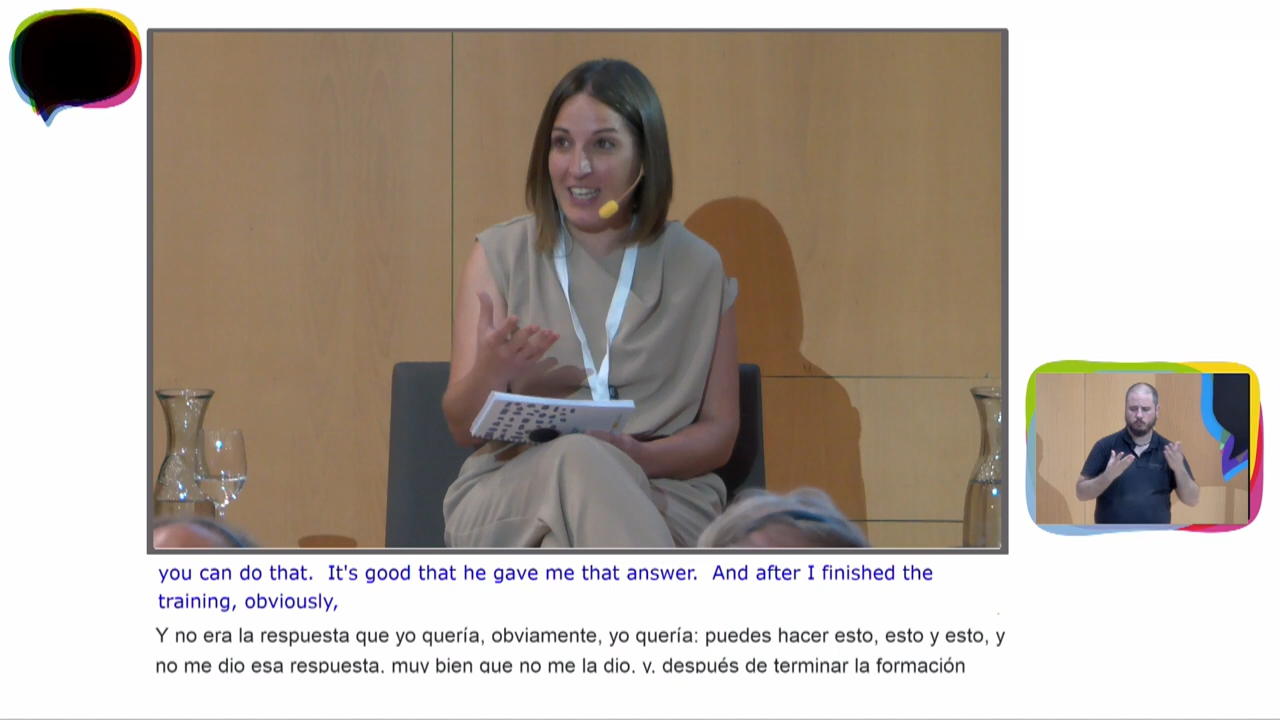 you can do that.  It's good that he gave me that answer.  And after I finished the
training, obviously,
Y no era la respuesta que yo quería, obviamente, yo quería: puedes hacer esto, esto y esto, y
no me dio esa respuesta, muy bien que no me la dio, y, después de terminar la formación